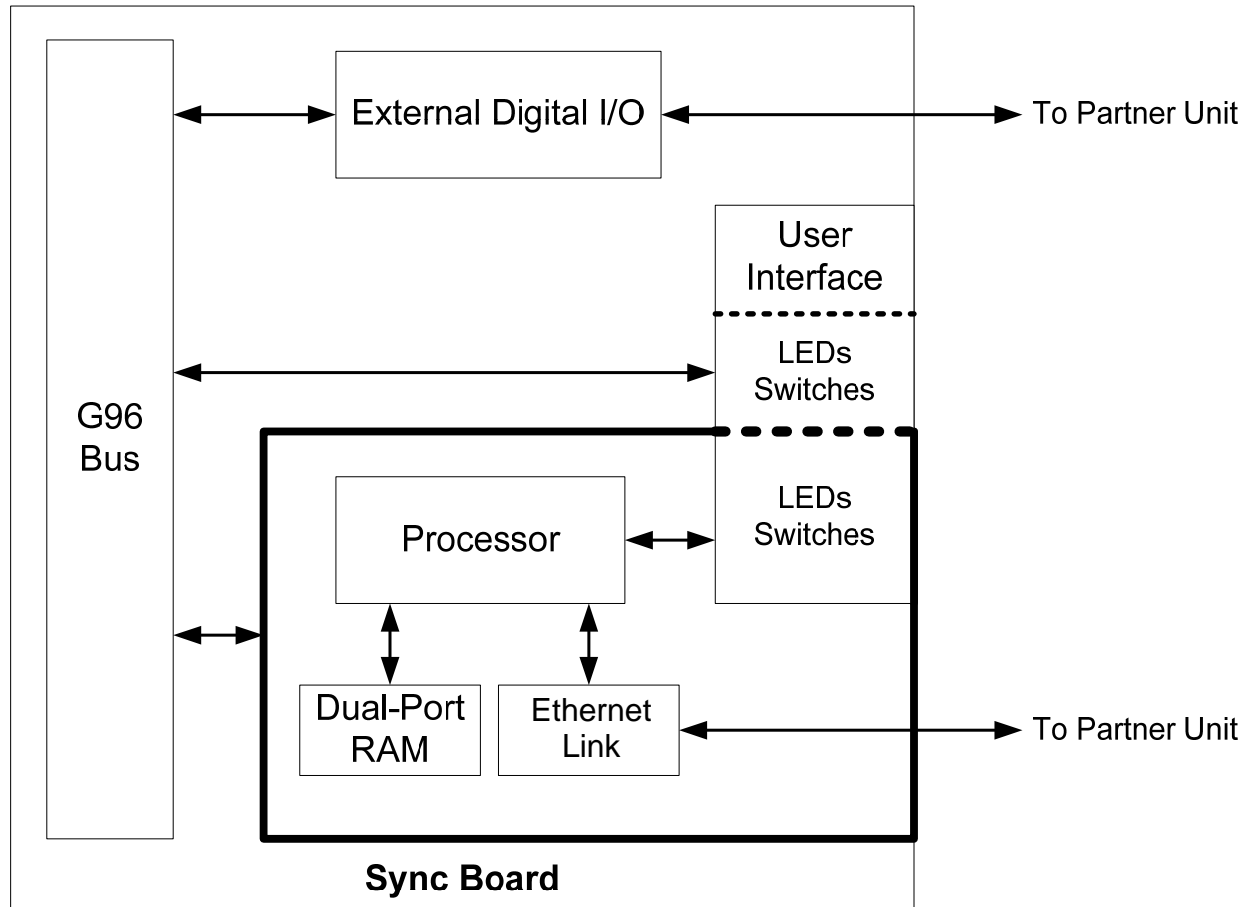 External Digital I/O
To Partner Unit
User
Interface
LEDs
Switches
G96
Bus
LEDs
Switches
Processor
Dual-Port
RAM
Ethernet
Link
To Partner Unit
Sync Board